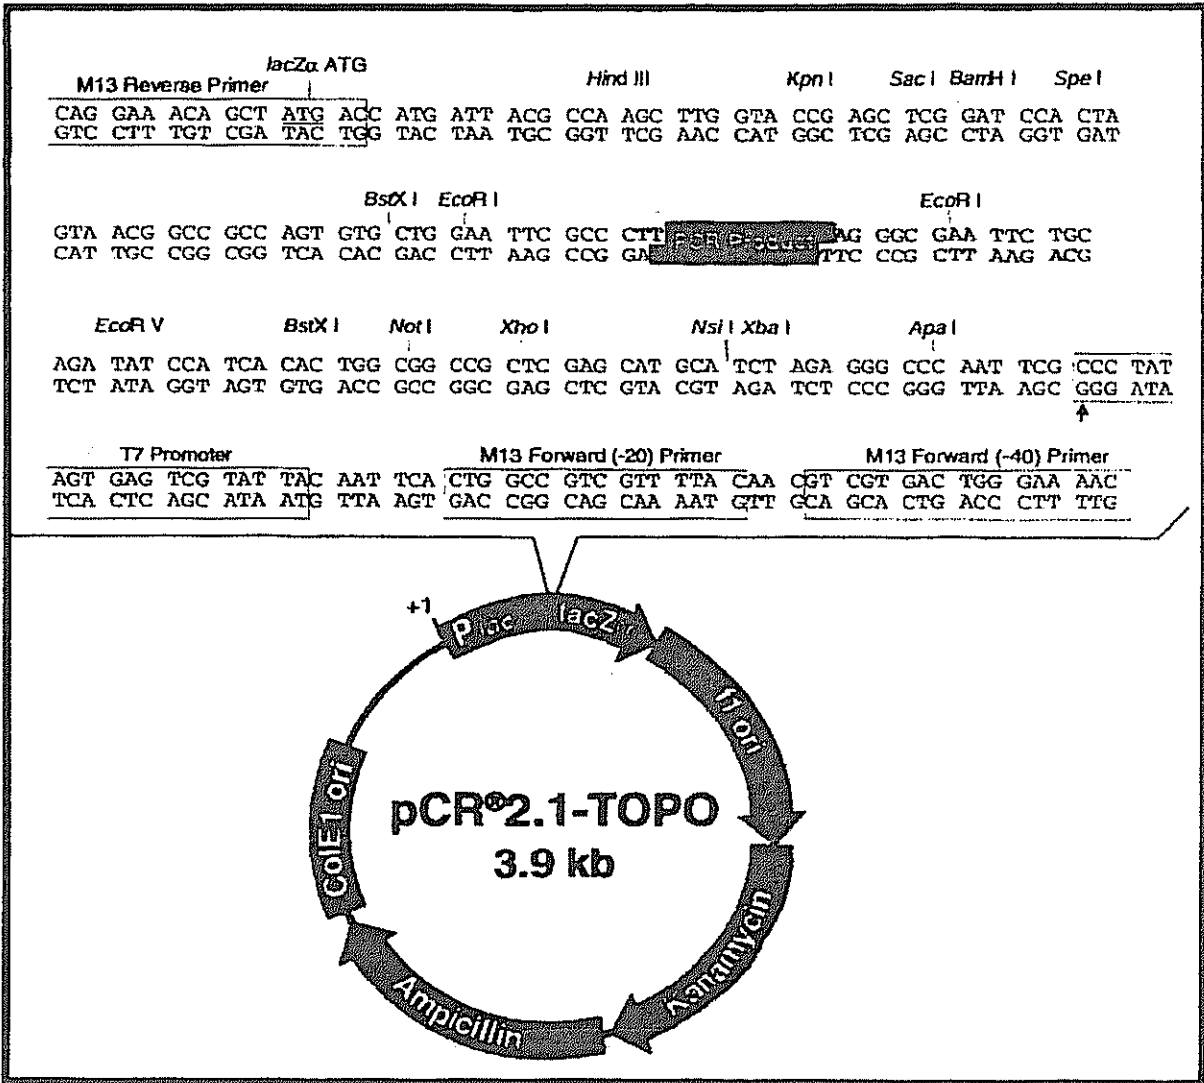 lacZα ATG
M13 Reverse Primer Hind III Kpn I Sac I BamH I Spe I
CAG GAA ACA GCT ATG ACC ATG ATT ACG CCA AGC TTG GTA CCG AGC TCG GAT CCA CTA
GTC CTT TGT CGA TAC TGG TAC TAA TGC GGT TCG AAC CAT GGC TCG AGC CTA GGT GAT
BstX I EcoR I EcoR I
GTA ACG GCC GCC AGT GTG CTG GAA TTC GCC CTT PCR Product AG GGC GAA TTC TGC
CAT TGC CGG CGG TCA CAC GAC CTT AAG CGG GA TTC CCG CTT AAG ACG
EcoR V BstX I Not I Xho I Nsi I Xba I Apa I
AGA TAT CCA TCA CAC TGG CGG CCG CTC GAG CAT GCA TCT AGA GGG CCC AAT TCG CCC TAT
TCT ATA GGT AGT GTG ACC GCC GGC GAG CTC GTA CGT AGA TCT CCC GGG TTA AGC GGG ATA
T7 Promoter M13 Forward (-20) Primer M13 Forward (-40) Primer
AGT GAG TCG TAT TAC AAT TCA CTG GCC GTC GTT TTA CAA CGT CGT GAC TGG GAA AAC
TCA CTC AGC ATA ATG TTA AGT GAC CGG CAG CAA AAT GTT GCA GCA CTG ACC CTT TTG
+1
P lac lacZα
f1 ori
Kanamycin
Ampicillin
ColE1 ori
pCR®2.1-TOPO
3.9 kb